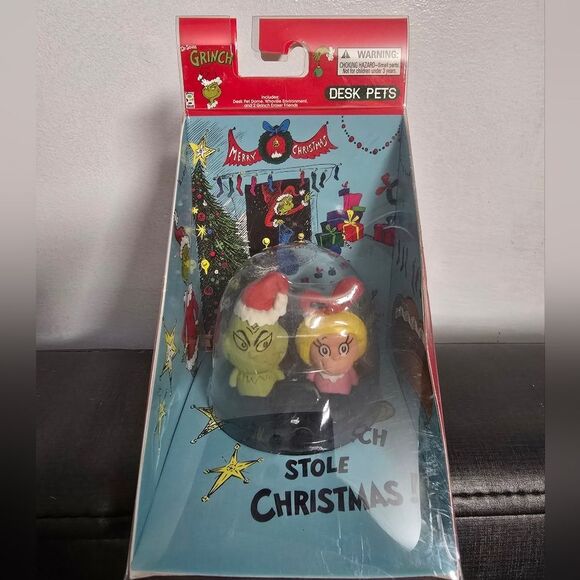 Dr. Seuss
GRINCH
WARNING:
CHOKING HAZARD-Small parts.
Not for children under 3 years.
Includes:
Desk Pet Dome, Whoville Environment,
and 2 Grinch Eraser Friends
DESK PETS
MERRY CHRISTMAS
CH
STOLE
CHRISTMAS!